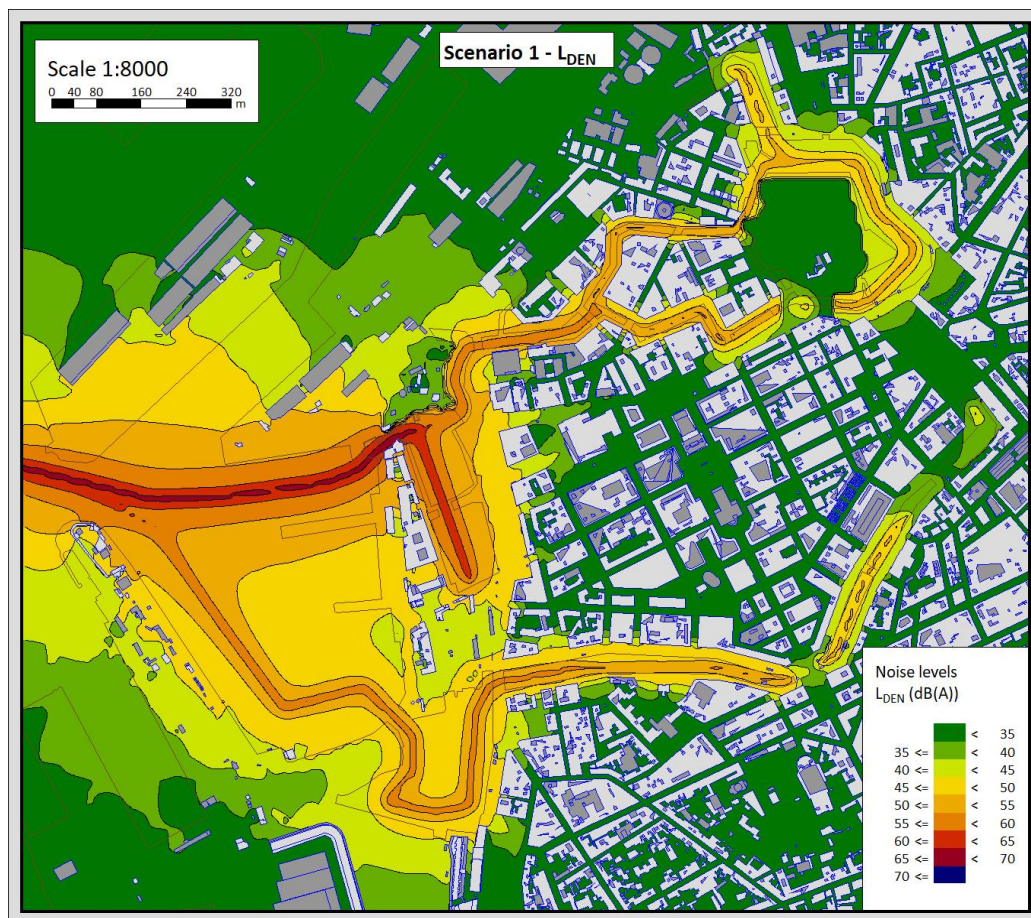 Scenario 1 - LDEN
Scale 1:8000
0 40 80 160 240 320
m
Noise levels
LDEN (dB(A))
< 35
35 <= < 40
40 <= < 45
45 <= < 50
50 <= < 55
55 <= < 60
60 <= < 65
65 <= < 70
70 <=